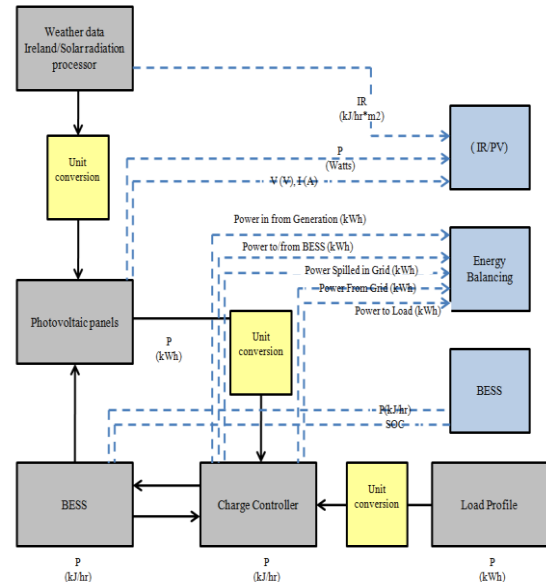 Weather data
Ireland/Solar radiation
processor
IR
(kJ/hr*m2)
Unit
conversion
P
(Watts)
V (V), I (A)
( IR/PV)
Power in from Generation (kWh)
Power to/from BESS (kWh)
Power Spilled in Grid (kWh)
Power From Grid (kWh)
Power to Load (kWh)
Energy
Balancing
Photovoltaic panels
P
(kWh)
Unit
conversion
P(kJ/hr)
SOC
BESS
BESS
Charge Controller
Unit
conversion
Load Profile
P
(kJ/hr)
P
(kJ/hr)
P
(kWh)